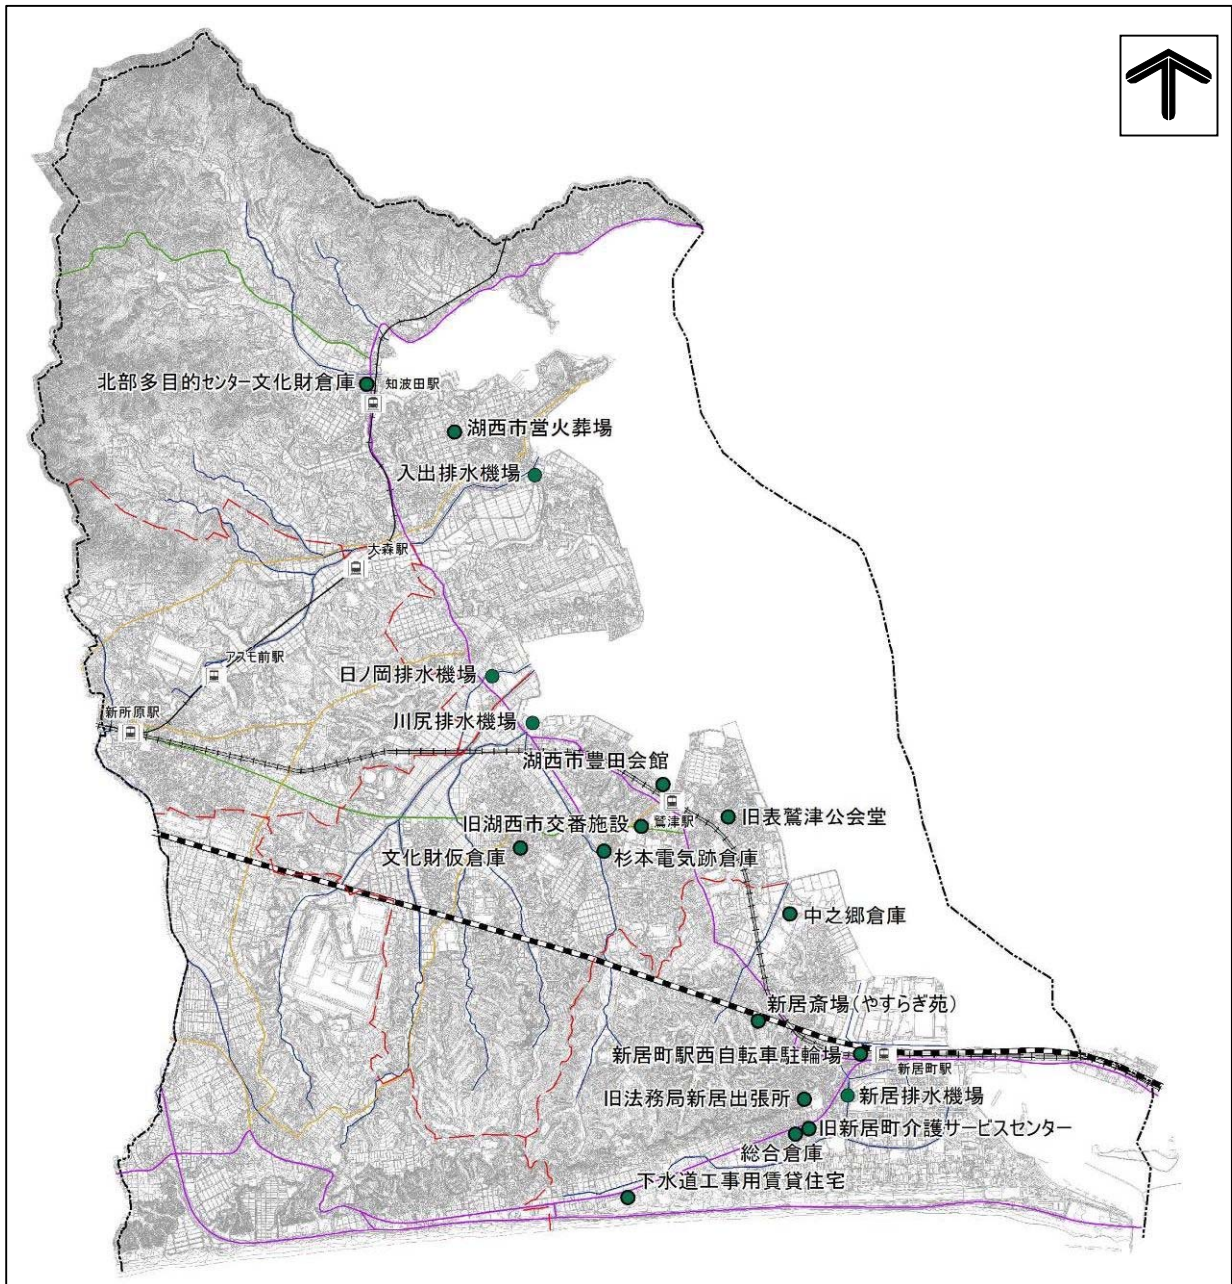 北部多目的センター文化財倉庫
知波田駅
湖西市営火葬場
入出排水機場
大森駅
アスモ前駅
日ノ岡排水機場
新所原駅
川尻排水機場
湖西市豊田会館
旧表鷲津公会堂
旧湖西市交番施設
鷲津駅
文化財仮倉庫
杉本電気跡倉庫
中之郷倉庫
新居斎場(やすらぎ苑)
新居町駅西自転車駐輪場
新居町駅
旧法務局新居出張所
新居排水機場
旧新居町介護サービスセンター
総合倉庫
下水道工事用賃貸住宅